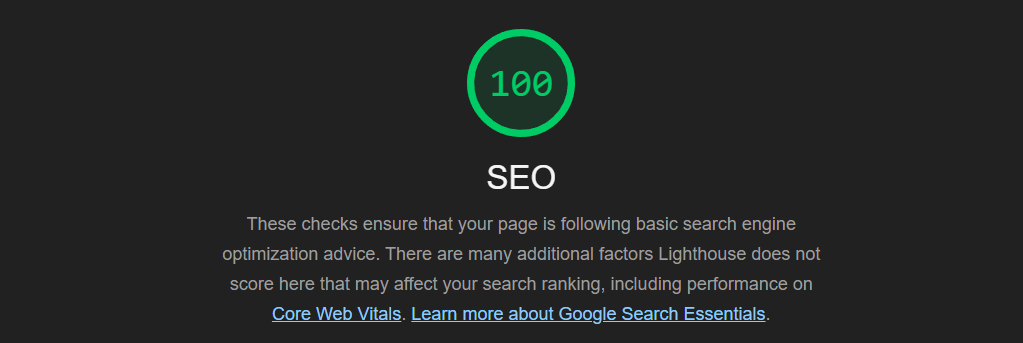 100
SEO
These checks ensure that your page is following basic search engine
optimization advice. There are many additional factors Lighthouse does not
score here that may affect your search ranking, including performance on
Core Web Vitals. Learn more about Google Search Essentials.